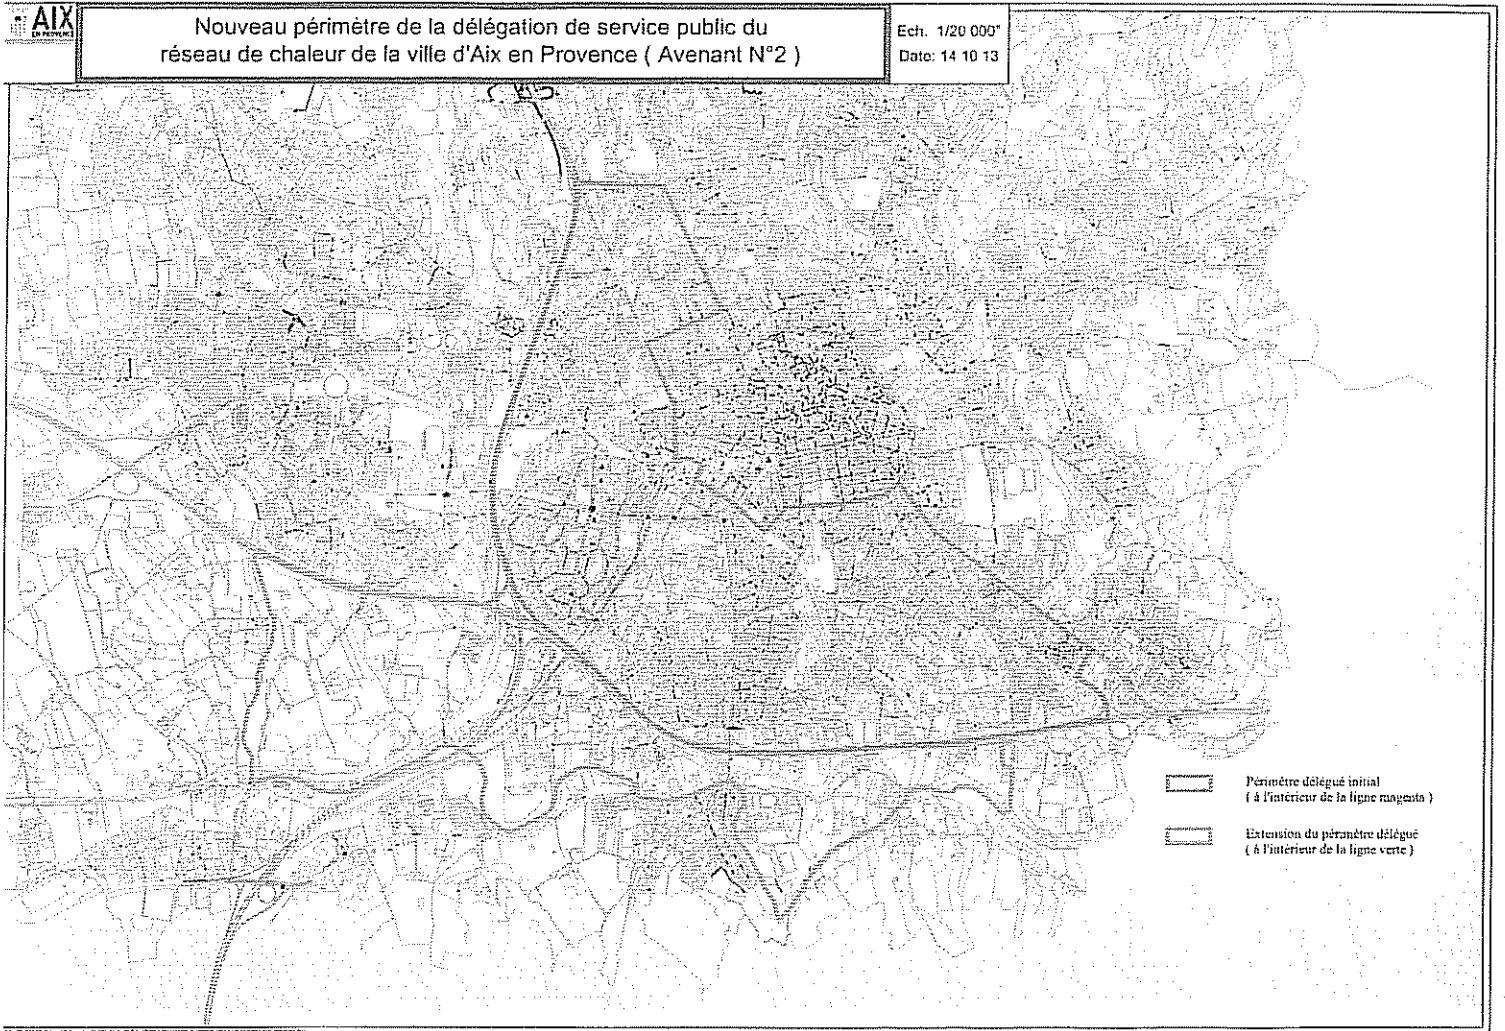 AIX
EN PROVENCE
Nouveau périmètre de la délégation de service public du
réseau de chaleur de la ville d'Aix en Provence ( Avenant N°2 )
Ech. 1/20 000°
Date: 14 10 13
Périmètre délégué initial
( à l'intérieur de la ligne magenta )
Extension du périmètre délégué
( à l'intérieur de la ligne verte )